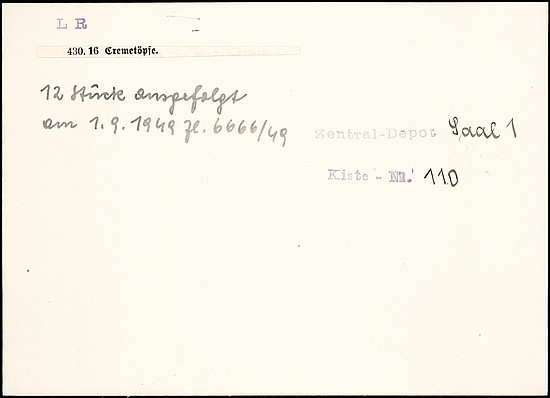 L R
430. 16 Cremetöpfe.
12 Stück ausgefolgt
am 1. 9. 1949 Zl. 6666/49
Zentral-Depot Saal 1
Kiste - Nr. 110